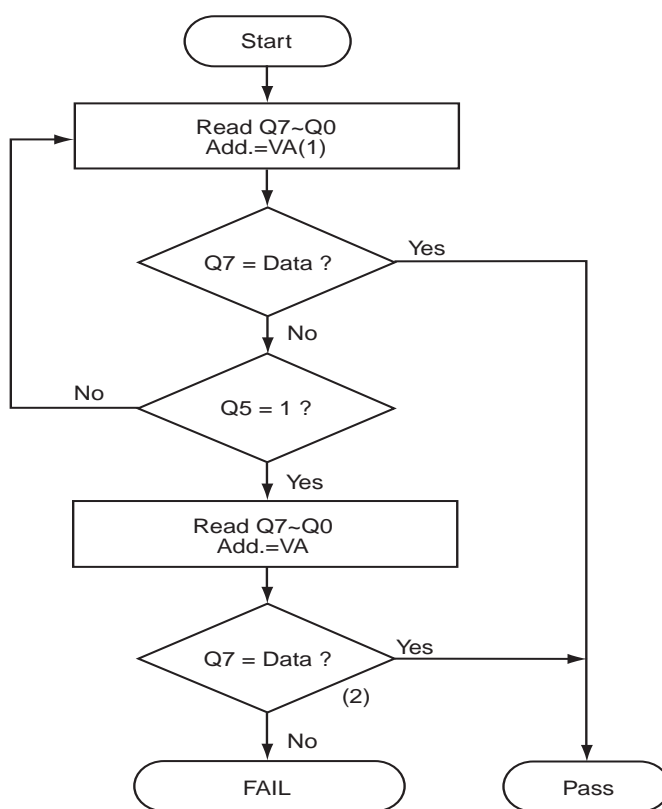 Start
Read Q7~Q0
Add.=VA(1)
Q7 = Data ?
Yes
No
No
Q5 = 1 ?
Yes
Read Q7~Q0
Add.=VA
Q7 = Data ?
Yes
(2)
No
FAIL
Pass